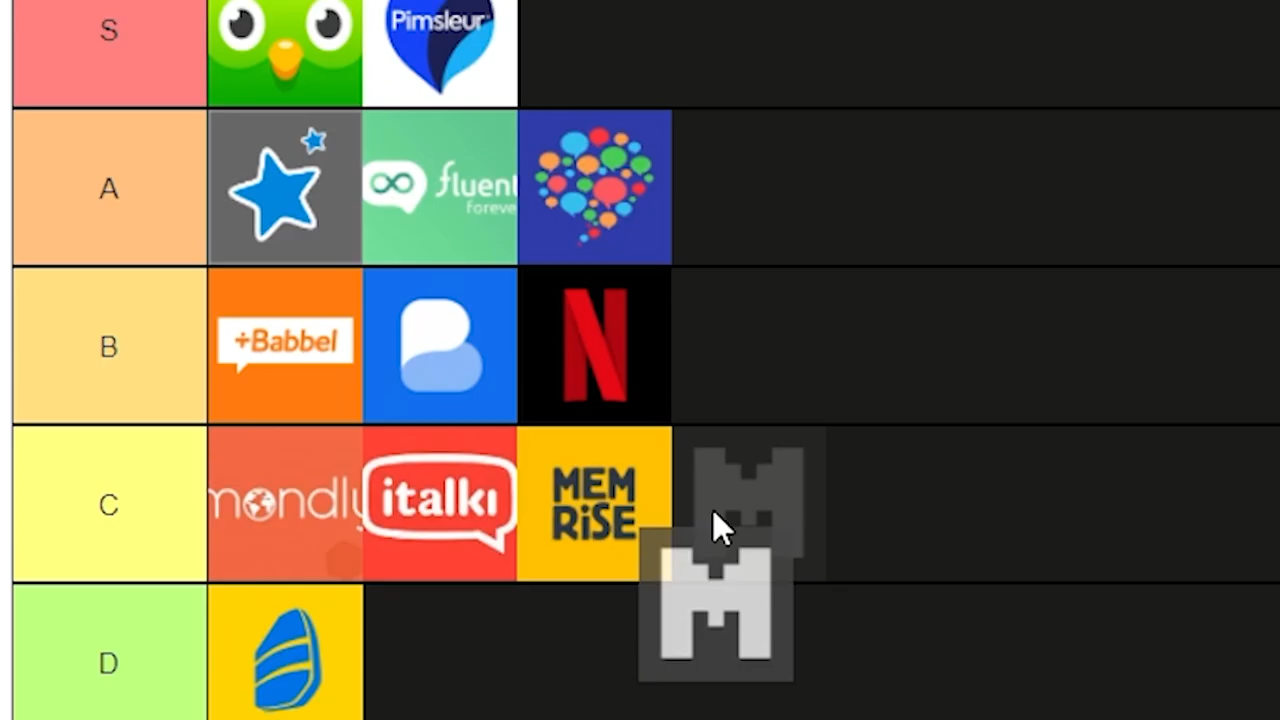 S
Pimsleur
A
fluent
foreve
B
+Babbel
N
C
mondly
italki
MEM
RiSE
M
M
D